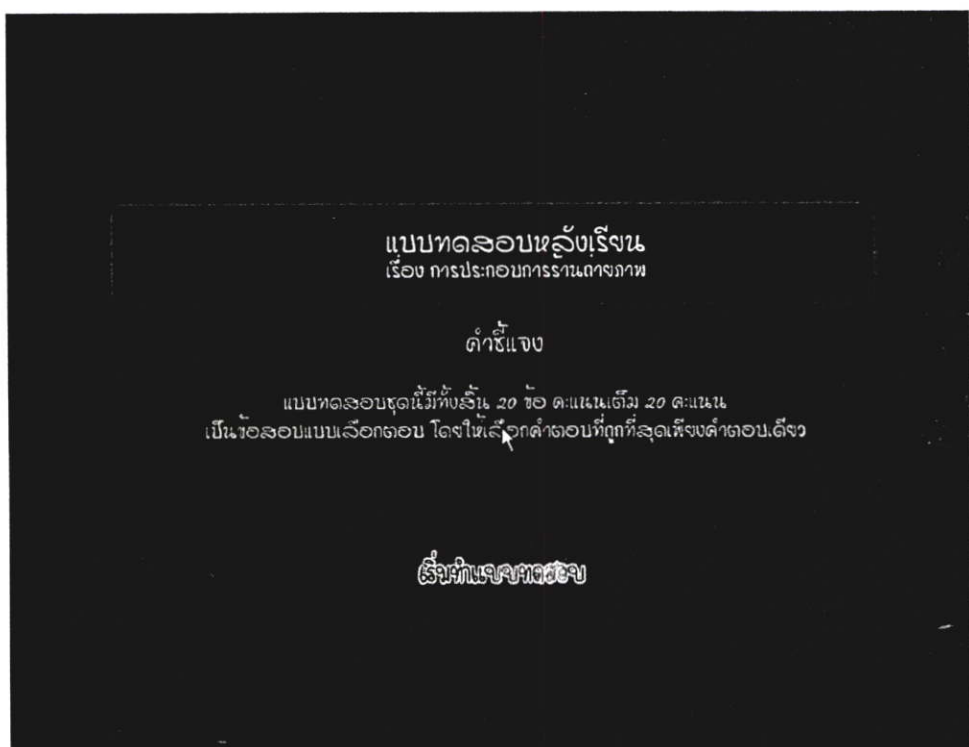 แบบทดสอบหลังเรียน
เรื่อง การประกอบการร้านถ่ายภาพ
คำชี้แจง
แบบทดสอบชุดนี้มีทั้งสิ้น 20 ข้อ คะแนนเต็ม 20 คะแนน
เป็นข้อสอบแบบเลือกตอบ โดยให้เลือกคำตอบที่ถูกที่สุดเพียงคำตอบเดียว
เริ่มทำแบบทดสอบ